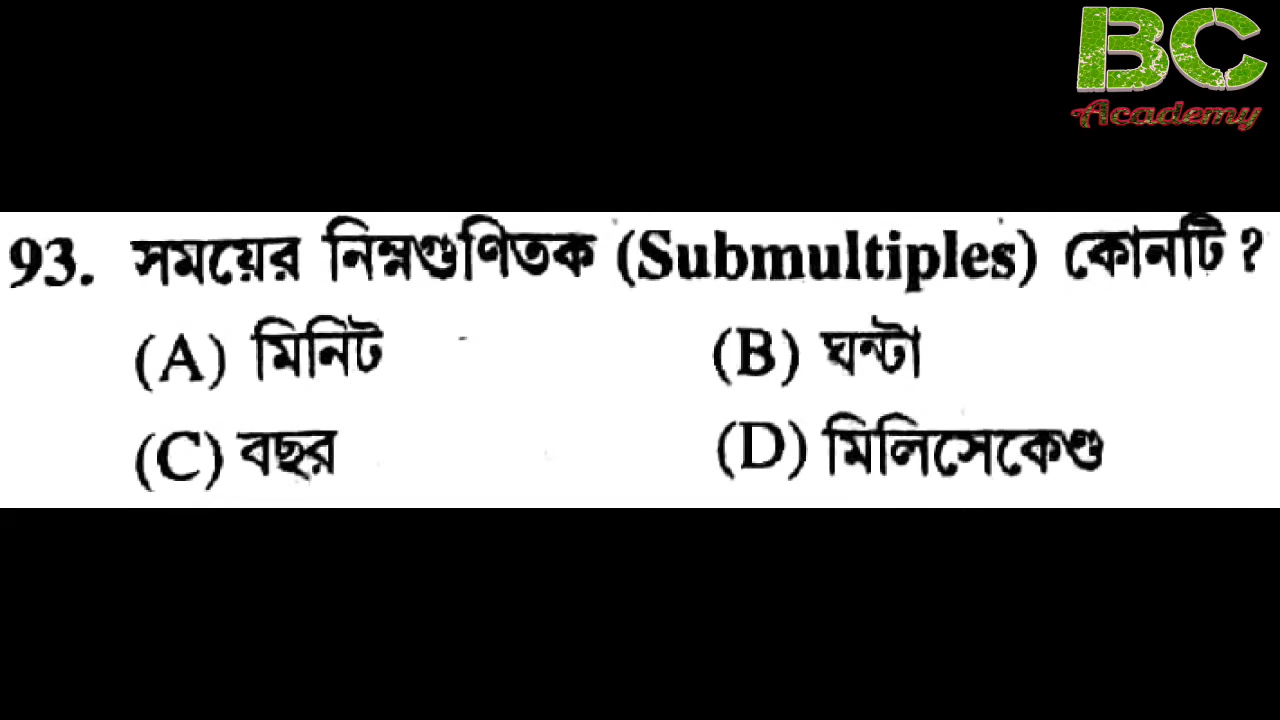 BC
Academy
93. সময়ের নিম্নগুণিতক (Submultiples) কোনটি ?
(A) মিনিট (B) ঘন্টা
(C) বছর (D) মিলিসেকেণ্ড